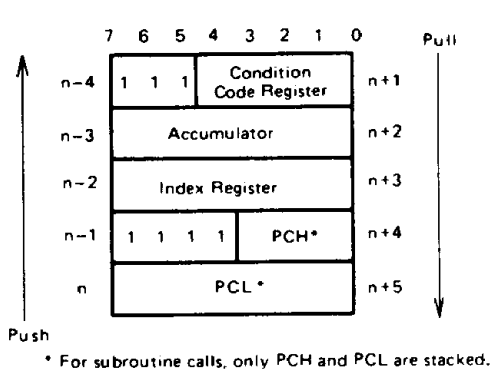 7 6 5 4 3 2 1 0
Pull
n-4 1 1 1 Condition Code Register n+1
n-3 Accumulator n+2
n-2 Index Register n+3
n-1 1 1 1 1 PCH* n+4
n PCL* n+5
Push
* For subroutine calls, only PCH and PCL are stacked.